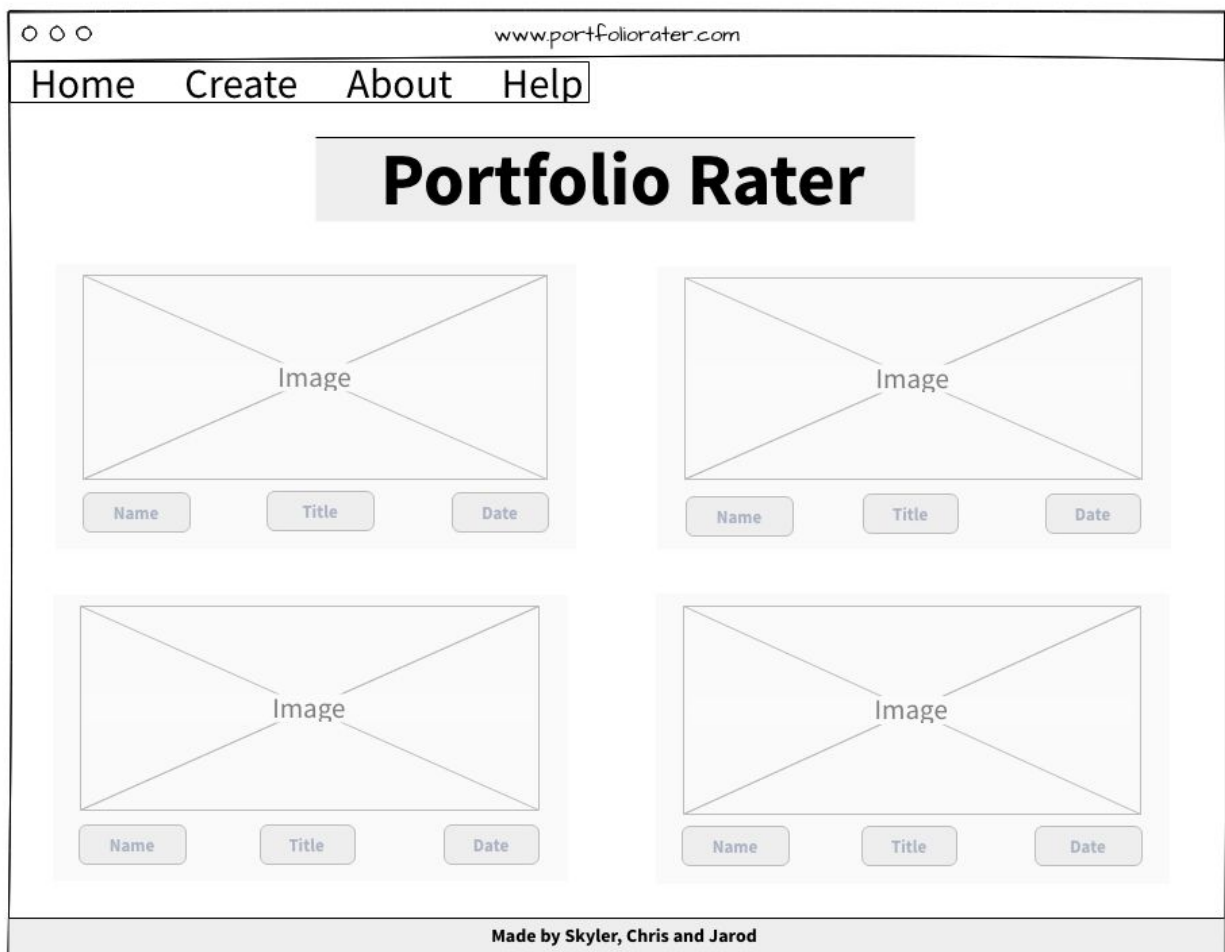 www.portfoliorater.com
Home Create About Help
Portfolio Rater
Image
Image
Name Title Date
Name Title Date
Image
Image
Name Title Date
Name Title Date
Made by Skyler, Chris and Jarod